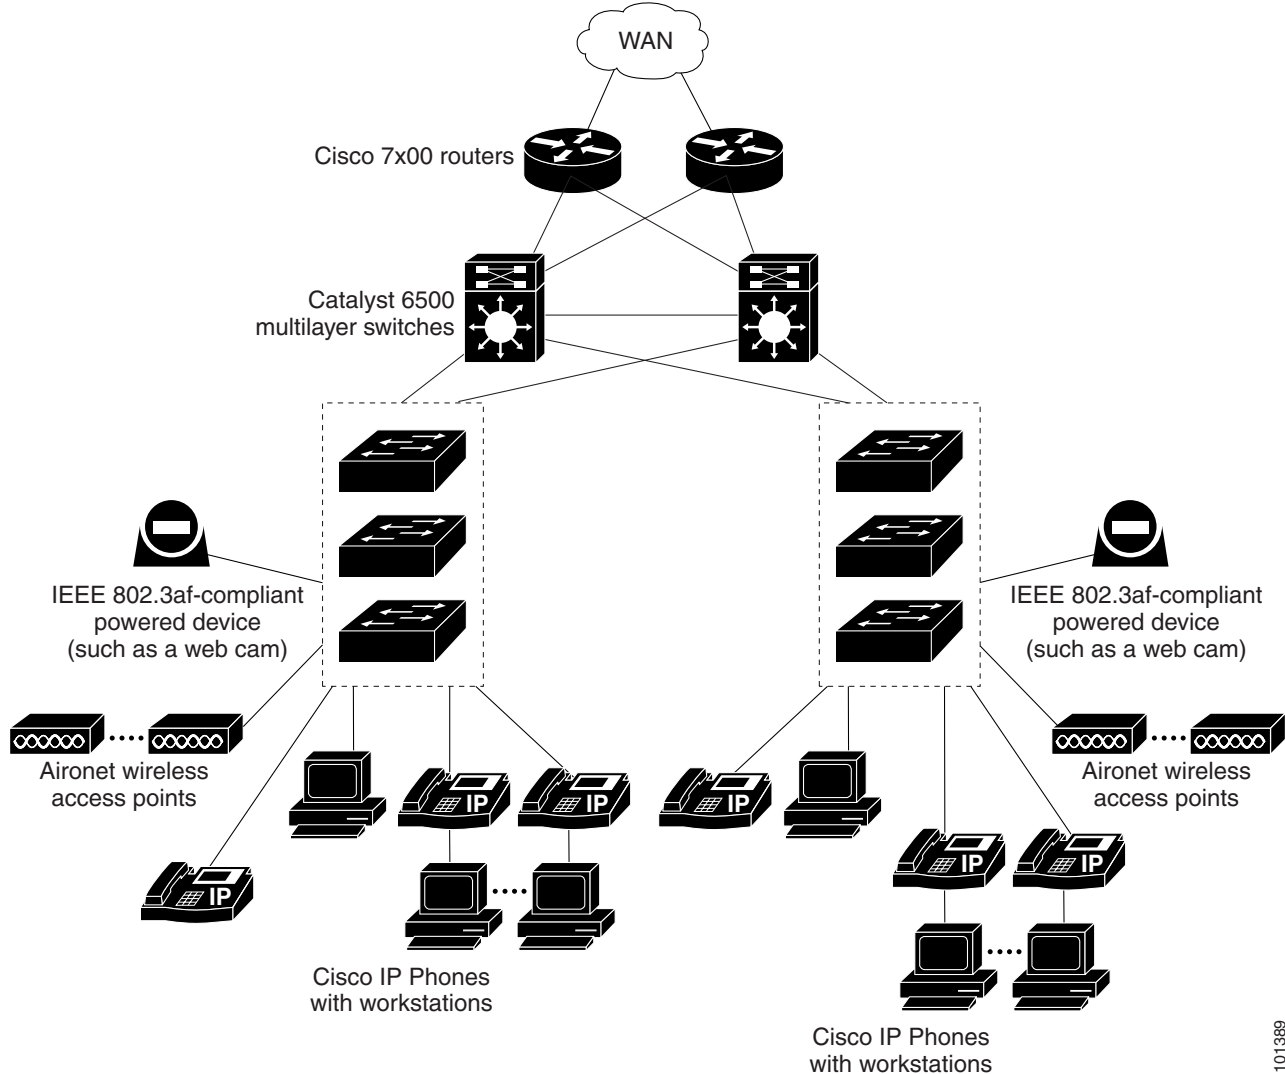 WAN
Cisco 7x00 routers
Catalyst 6500
multilayer switches
IEEE 802.3af-compliant
powered device
(such as a web cam)
IEEE 802.3af-compliant
powered device
(such as a web cam)
Aironet wireless
access points
Aironet wireless
access points
IP
IP
IP
IP
IP
IP
Cisco IP Phones
with workstations
Cisco IP Phones
with workstations
101389